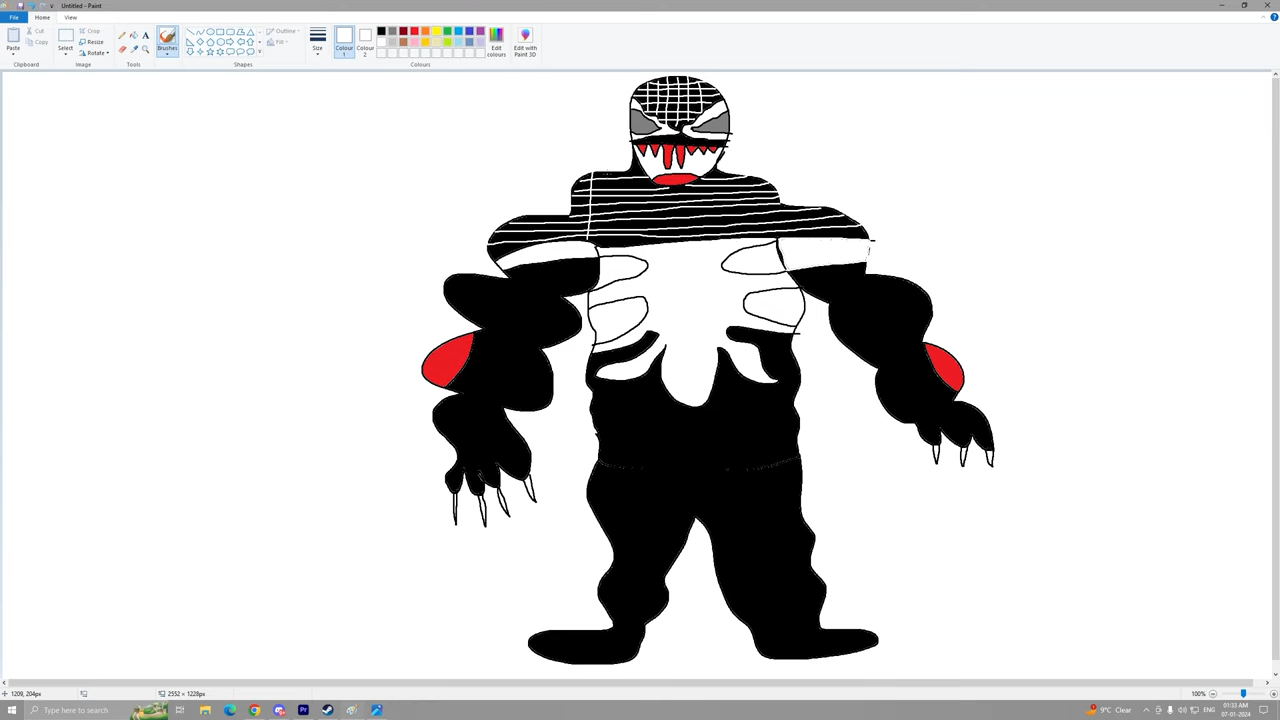 Untitled - Paint
File Home View
Cut
Copy
Paste
Clipboard
Crop
Resize
Rotate
Select
Image
A
Tools
Brushes
Outline
Fill
Shapes
Size
Colour 1
Colour 2
Edit colours
Edit with Paint 3D
Colours
1209, 204px
2552 × 1228px
100%
Type here to search
Pr
9°C Clear
ENG
01:33 AM
07-01-2024